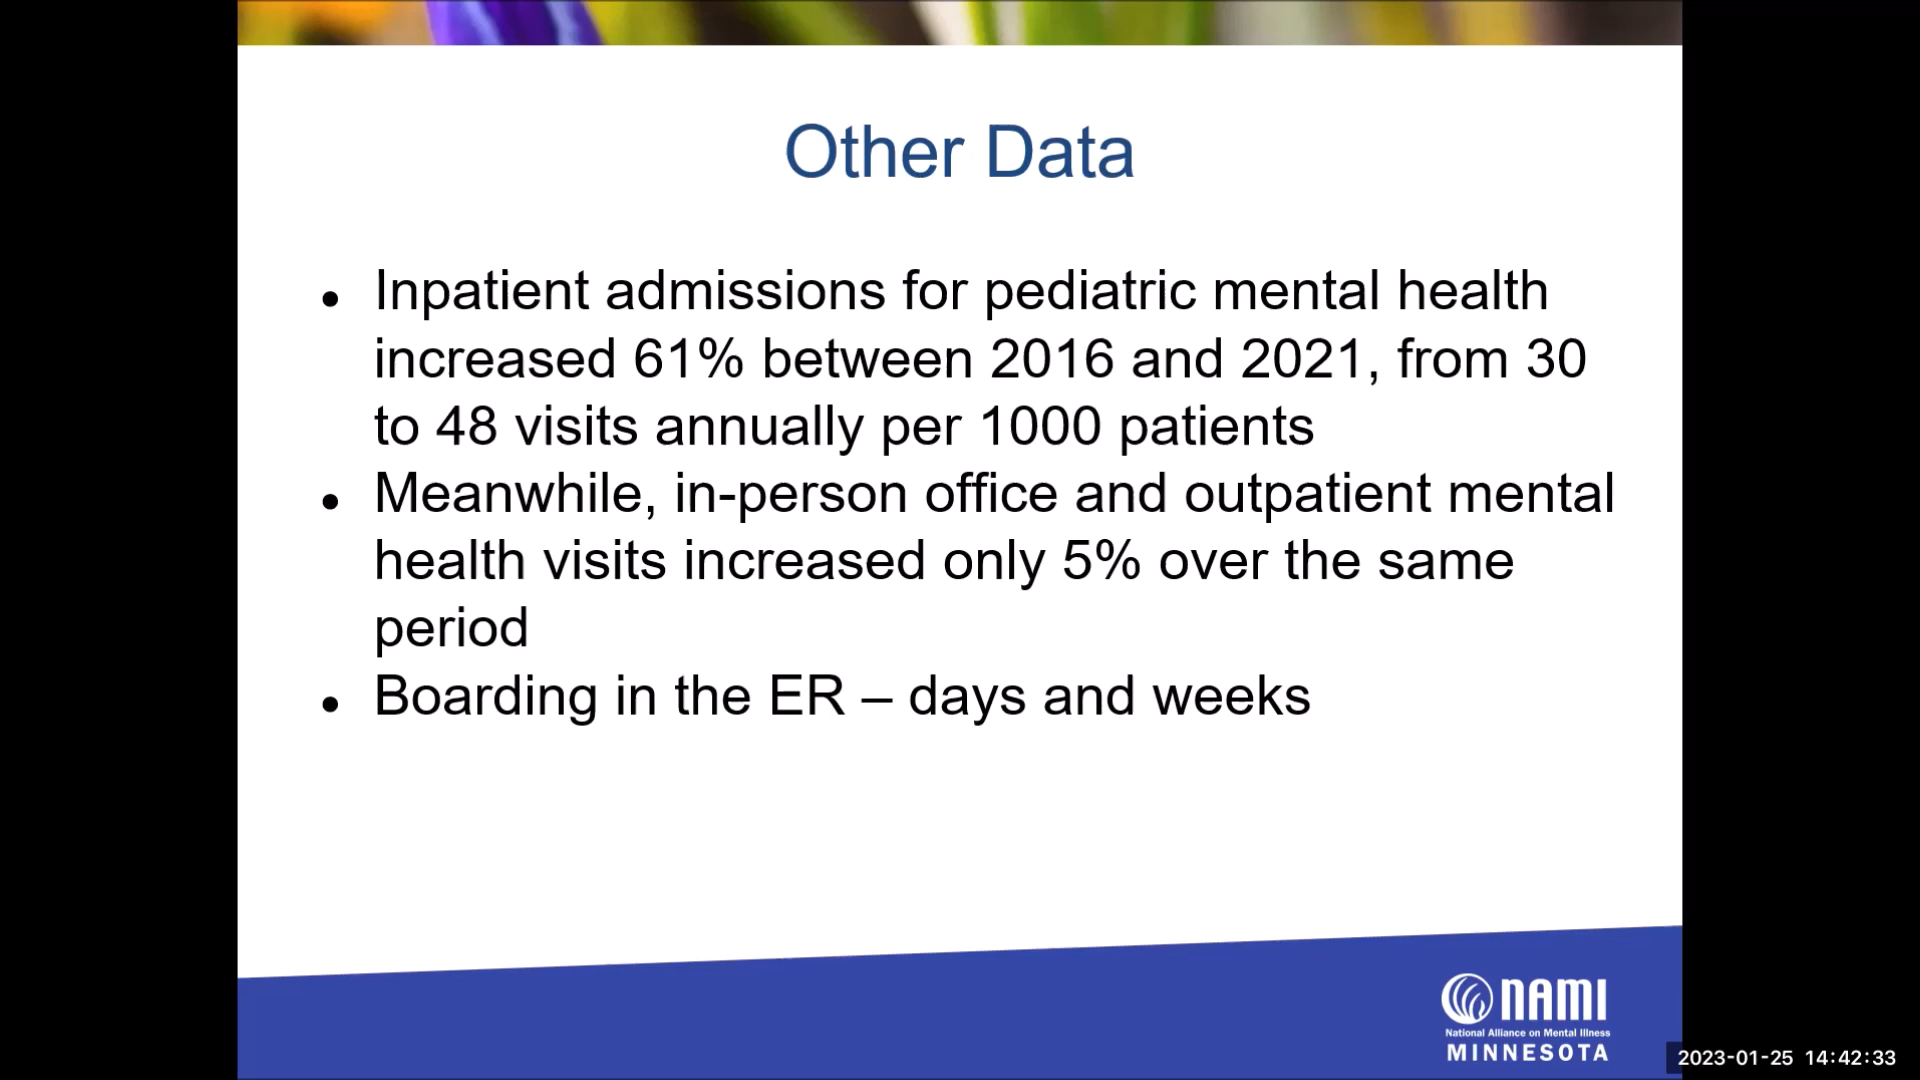 Other Data
● Inpatient admissions for pediatric mental health
increased 61% between 2016 and 2021, from 30
to 48 visits annually per 1000 patients
● Meanwhile, in-person office and outpatient mental
health visits increased only 5% over the same
period
● Boarding in the ER – days and weeks
NAMI
National Alliance on Mental Illness
MINNESOTA
2023-01-25 14:42:33